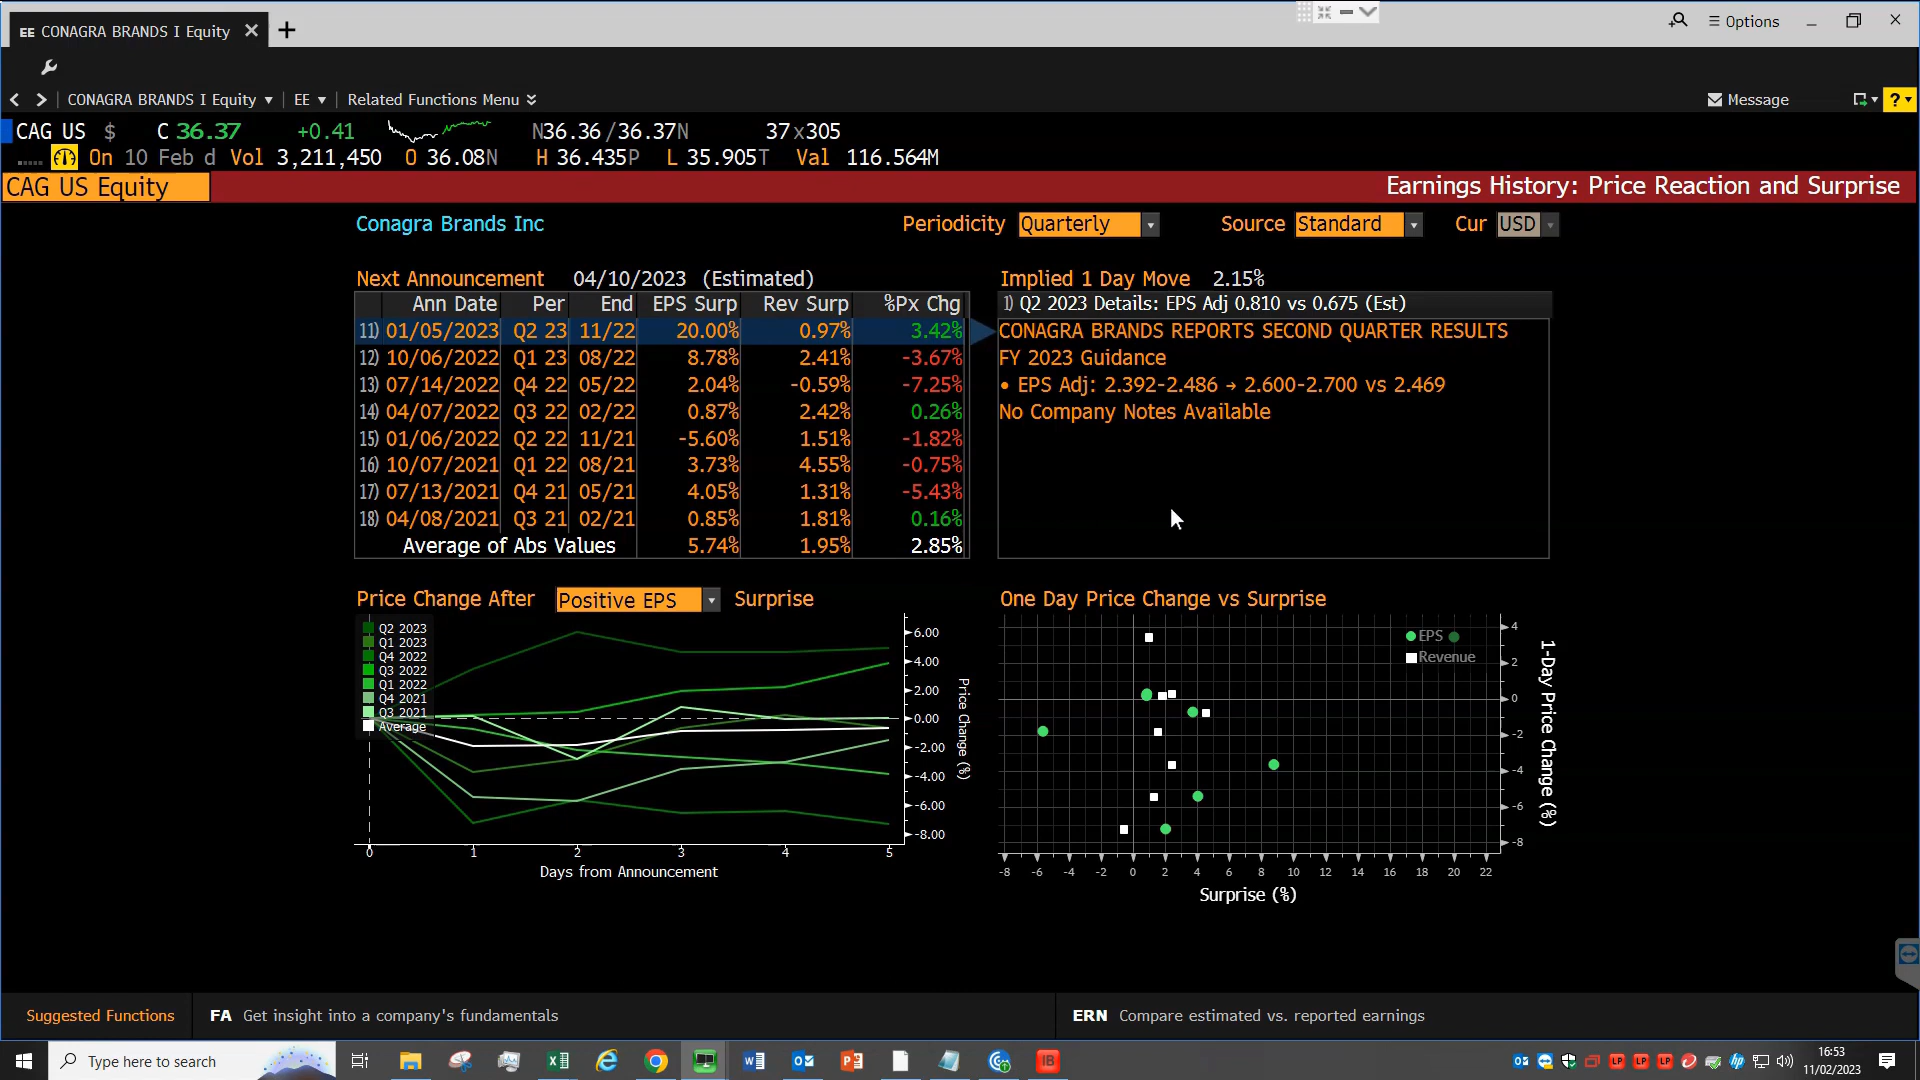 EE CONAGRA BRANDS I Equity
Options
CONAGRA BRANDS I Equity EE Related Functions Menu
Message ?
CAG US $ C 36.37 +0.41 N36.36/36.37N 37x305
On 10 Feb d Vol 3,211,450 O 36.08N H 36.435P L 35.905T Val 116.564M
CAG US Equity Earnings History: Price Reaction and Surprise
Conagra Brands Inc Periodicity Quarterly Source Standard Cur USD
Next Announcement 04/10/2023 (Estimated)
Ann Date Per End EPS Surp Rev Surp %Px Chg
11) 01/05/2023 Q2 23 11/22 20.00% 0.97% 3.42%
12) 10/06/2022 Q1 23 08/22 8.78% 2.41% -3.67%
13) 07/14/2022 Q4 22 05/22 2.04% -0.59% -7.25%
14) 04/07/2022 Q3 22 02/22 0.87% 2.42% 0.26%
15) 01/06/2022 Q2 22 11/21 -5.60% 1.51% -1.82%
16) 10/07/2021 Q1 22 08/21 3.73% 4.55% -0.75%
17) 07/13/2021 Q4 21 05/21 4.05% 1.31% -5.43%
18) 04/08/2021 Q3 21 02/21 0.85% 1.81% 0.16%
Average of Abs Values 5.74% 1.95% 2.85%
Implied 1 Day Move 2.15%
1) Q2 2023 Details: EPS Adj 0.810 vs 0.675 (Est)
CONAGRA BRANDS REPORTS SECOND QUARTER RESULTS
FY 2023 Guidance
• EPS Adj: 2.392-2.486 → 2.600-2.700 vs 2.469
No Company Notes Available
Price Change After Positive EPS Surprise
Q2 2023
Q1 2023
Q4 2022
Q3 2022
Q1 2022
Q4 2021
Q3 2021
Average
6.00
4.00
2.00
0.00
-2.00
-4.00
-6.00
-8.00
Price Change (%)
0 1 2 3 4 5
Days from Announcement
One Day Price Change vs Surprise
EPS
Revenue
4
2
0
-2
-4
-6
-8
1-Day Price Change (%)
-8 -6 -4 -2 0 2 4 6 8 10 12 14 16 18 20 22
Surprise (%)
Suggested Functions FA Get insight into a company's fundamentals ERN Compare estimated vs. reported earnings
Type here to search
IB
LP LP LP
16:53
11/02/2023